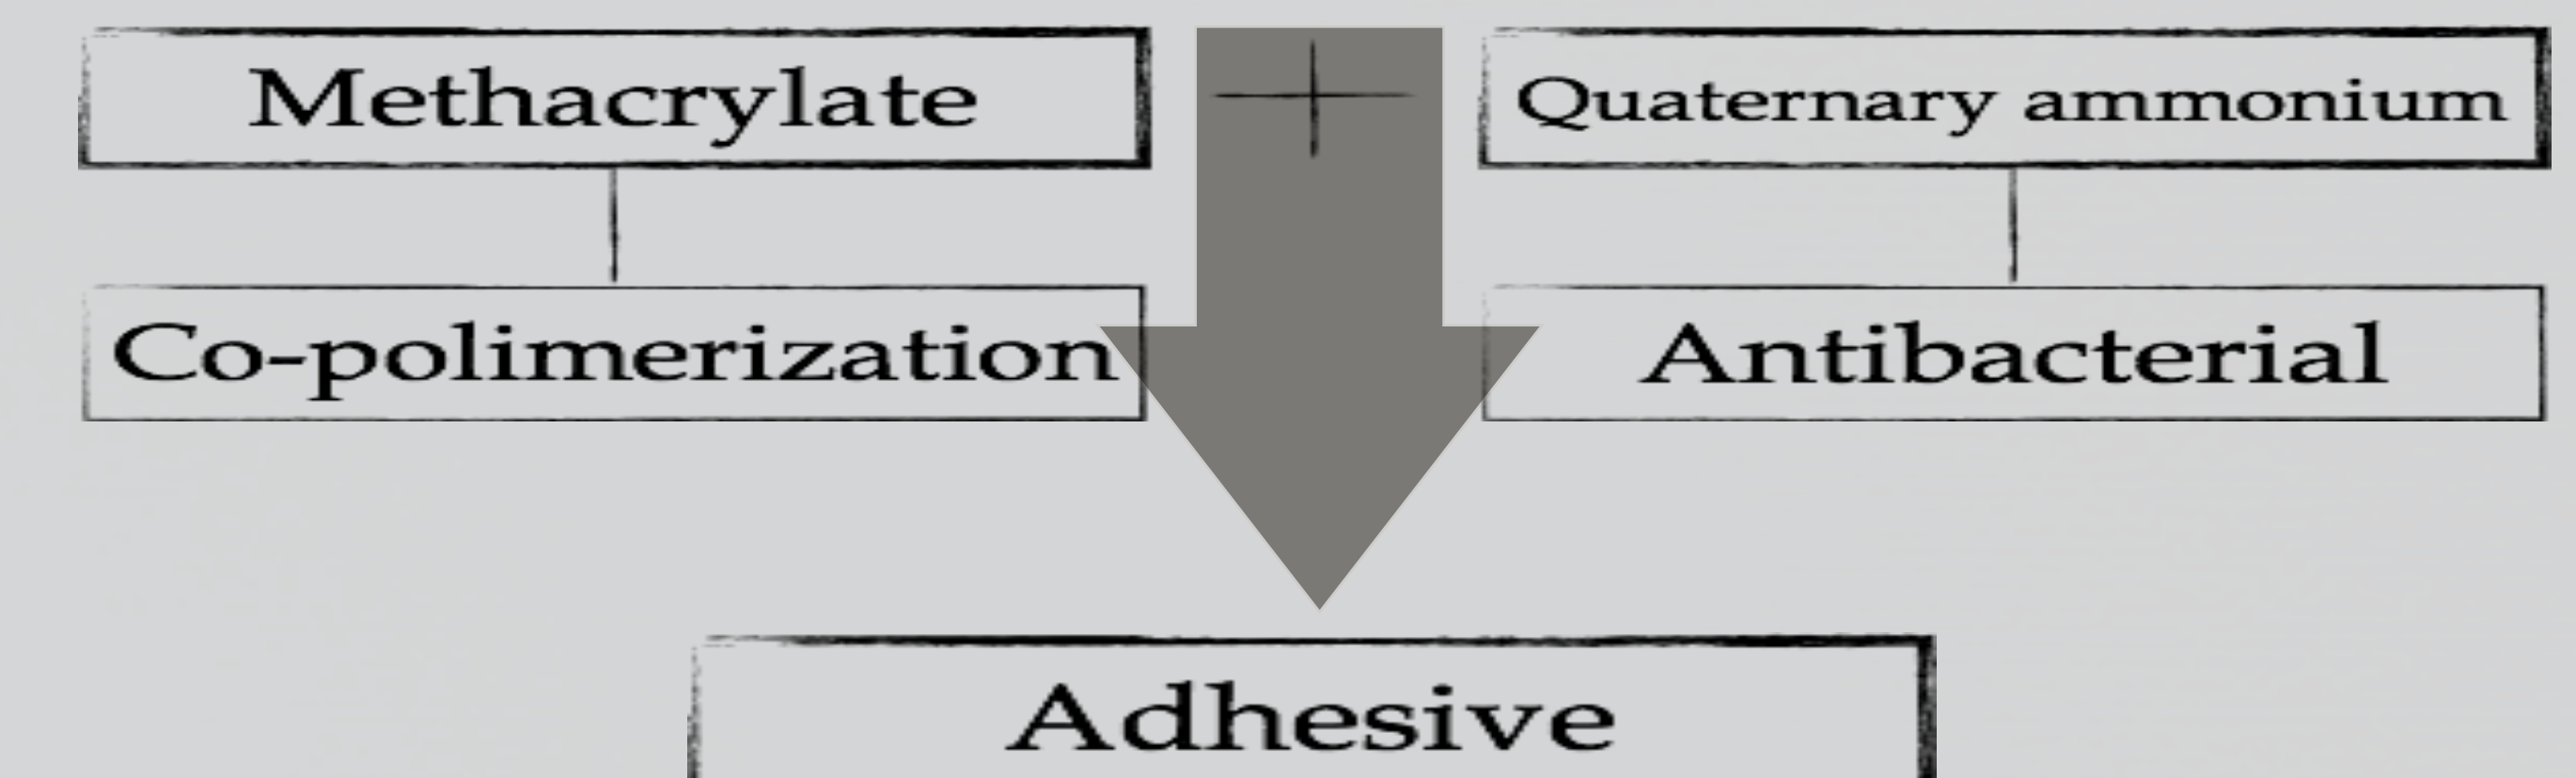 Methacrylate
+
Quaternary ammonium
Co-polimerization
Antibacterial
Adhesive